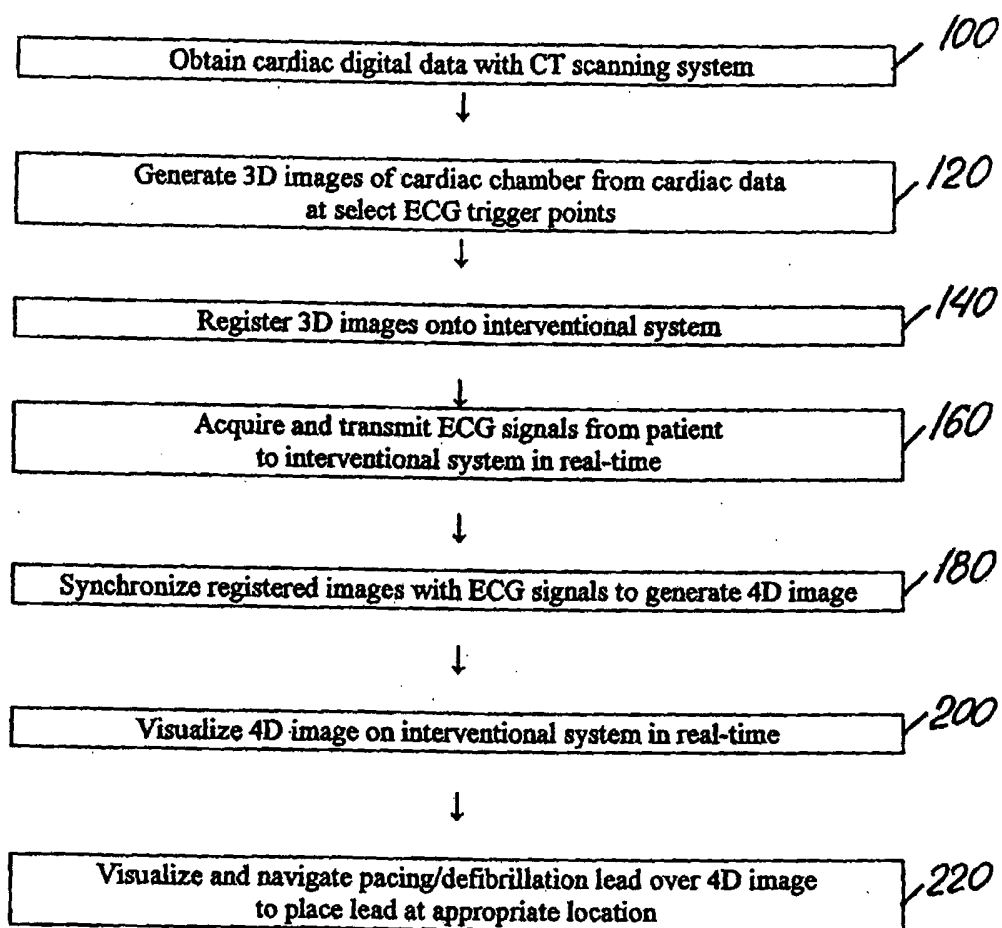 100
Obtain cardiac digital data with CT scanning system
↓
120
Generate 3D images of cardiac chamber from cardiac data
at select ECG trigger points
↓
140
Register 3D images onto interventional system
↓
160
Acquire and transmit ECG signals from patient
to interventional system in real-time
↓
180
Synchronize registered images with ECG signals to generate 4D image
↓
200
Visualize 4D image on interventional system in real-time
↓
220
Visualize and navigate pacing/defibrillation lead over 4D image
to place lead at appropriate location